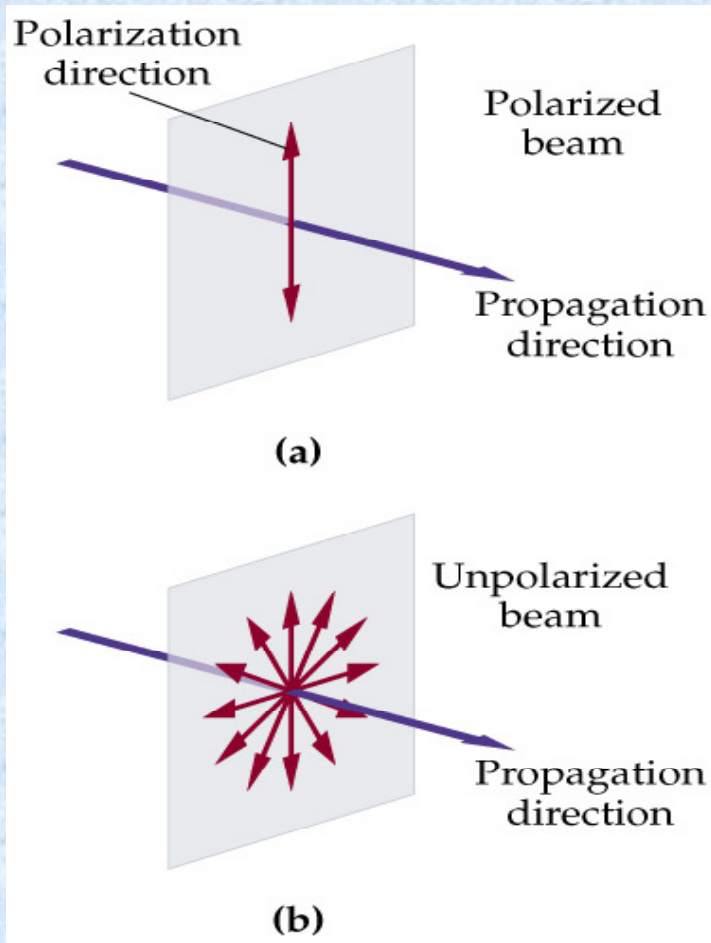 Polarization
direction
Polarized
beam
Propagation
direction
(a)
Unpolarized
beam
Propagation
direction
(b)